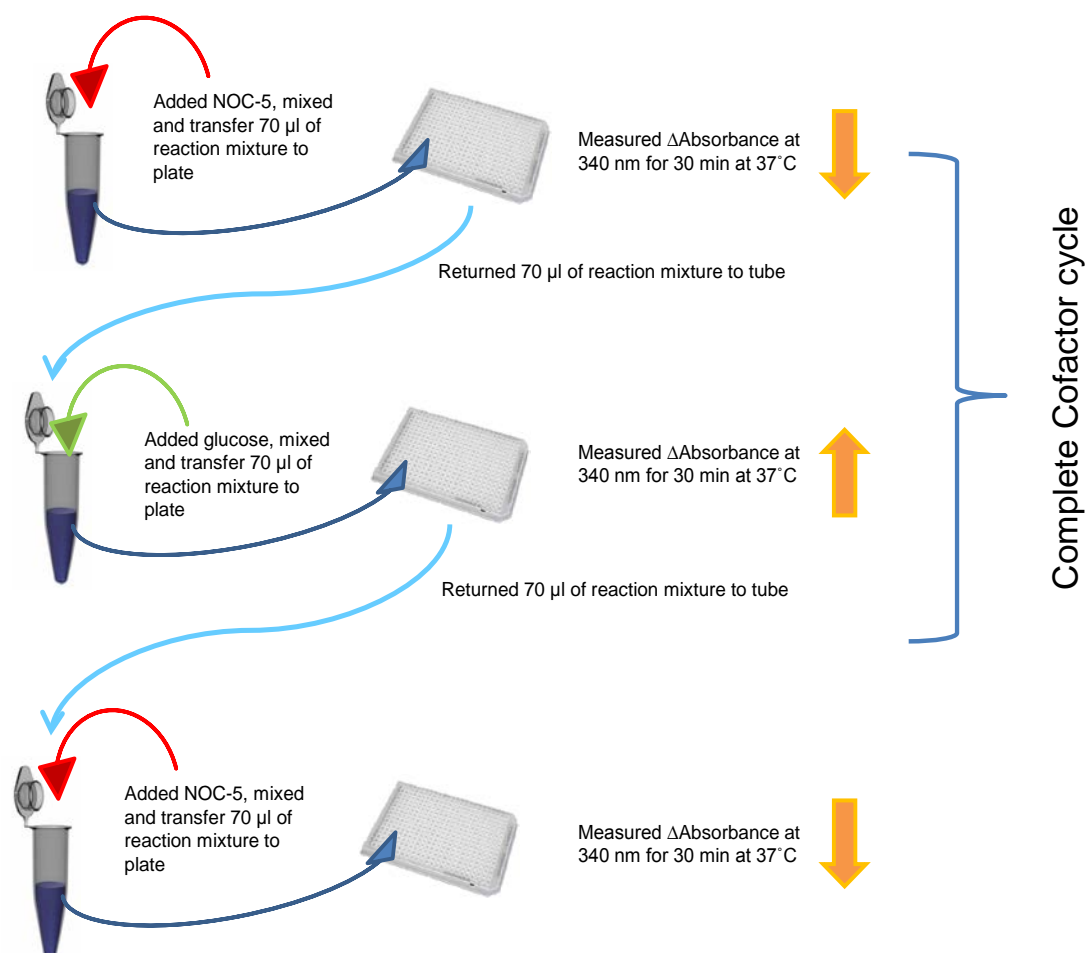 Added NOC-5, mixed
and transfer 70 µl of
reaction mixture to
plate
Measured ∆Absorbance at
340 nm for 30 min at 37˚C
Returned 70 µl of reaction mixture to tube
Added glucose, mixed
and transfer 70 µl of
reaction mixture to
plate
Measured ∆Absorbance at
340 nm for 30 min at 37˚C
Returned 70 µl of reaction mixture to tube
Added NOC-5, mixed
and transfer 70 µl of
reaction mixture to
plate
Measured ∆Absorbance at
340 nm for 30 min at 37˚C
Complete Cofactor cycle